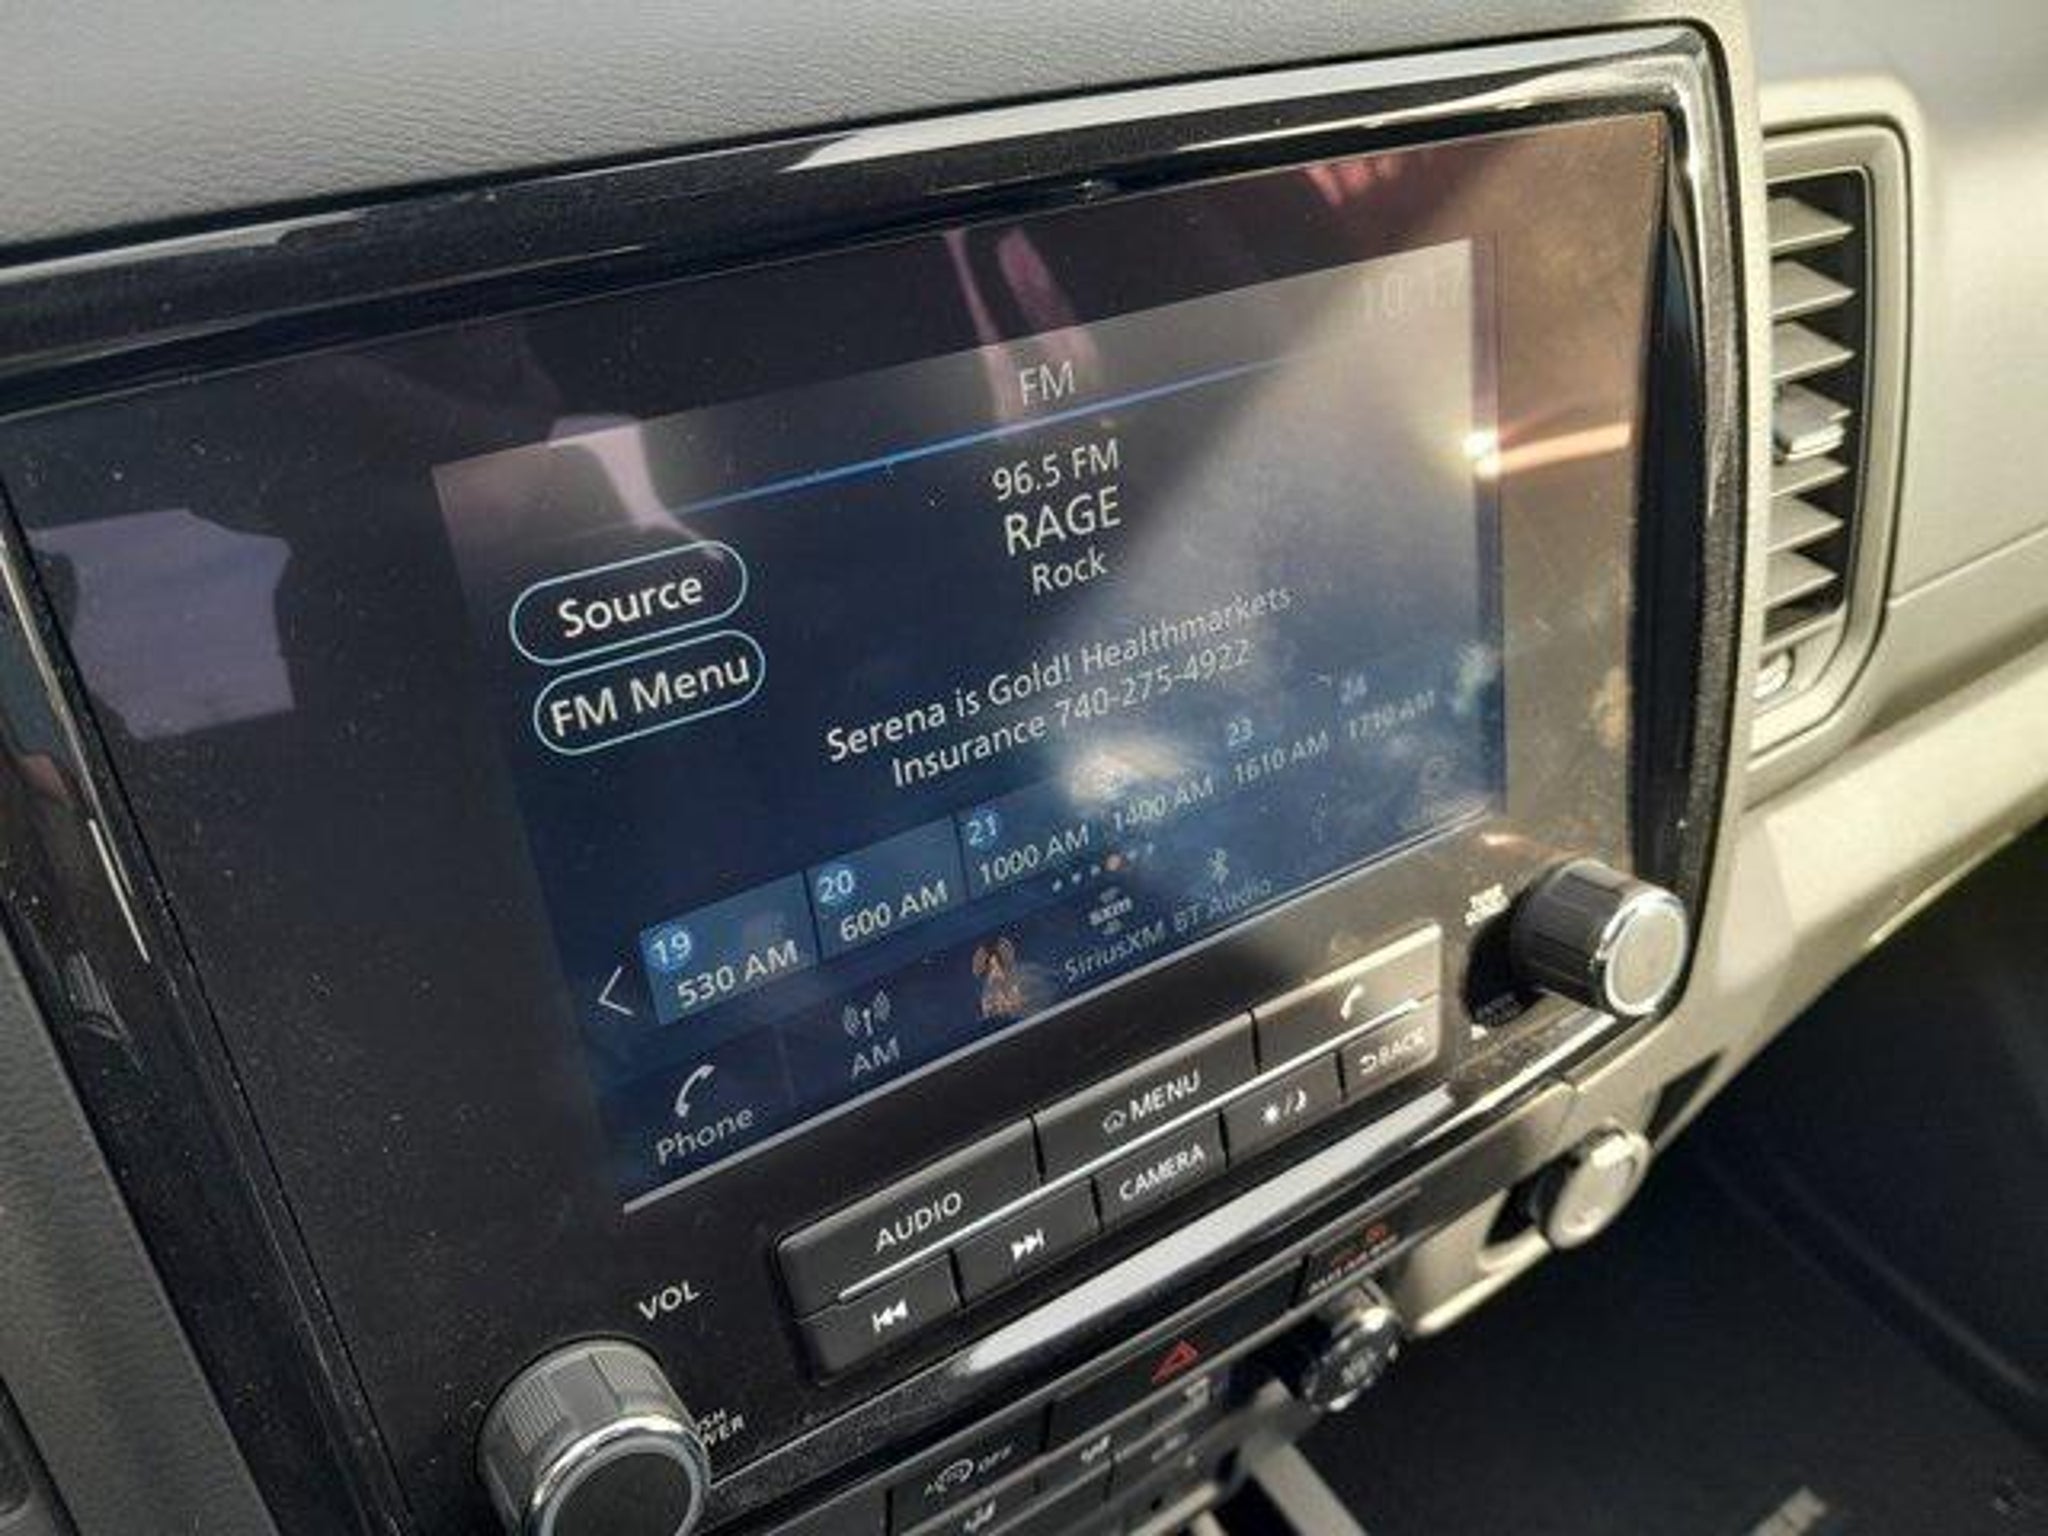 FM
96.5 FM
RAGE
Rock
Source
FM Menu
Serena is Gold! Healthmarkets
Insurance 740-275-4922
19 20 21 23 24
530 AM 600 AM 1000 AM 1400 AM 1610 AM 1710 AM
Phone AM SiriusXM BT Audio
sxm
AUDIO MENU
CAMERA BACK
VOL
OFF